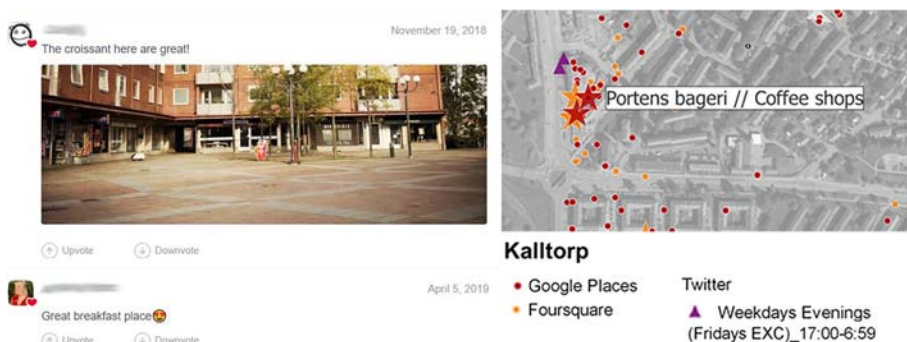 November 19, 2018
The croissant here are great!
Upvote
Downvote
April 5, 2019
Great breakfast place
Upvote
Downvote
Portens bageri // Coffee shops
Kalltorp
Google Places
Foursquare
Twitter
Weekdays Evenings
(Fridays EXC)_17:00-6:59